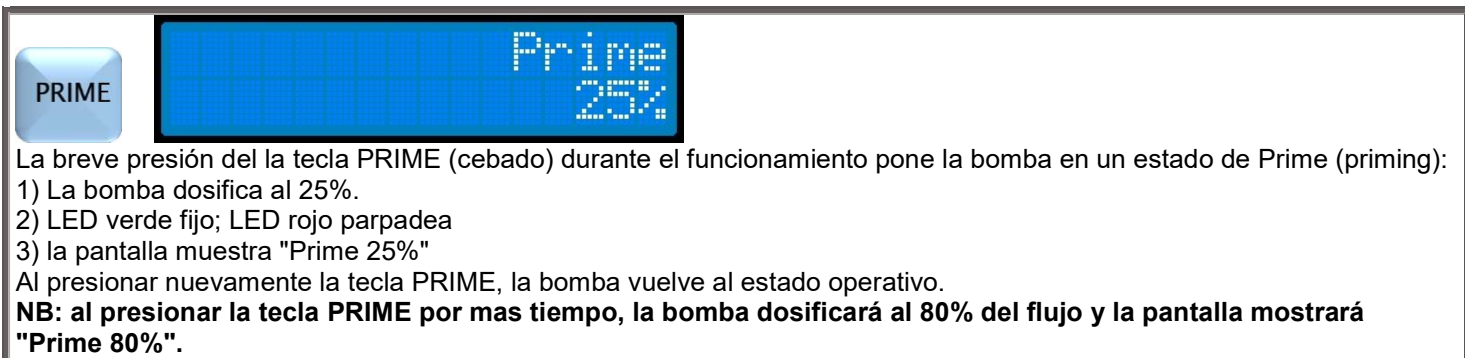 PRIME
Prime
25%
La breve presión del la tecla PRIME (cebado) durante el funcionamiento pone la bomba en un estado de Prime (priming):
1) La bomba dosifica al 25%.
2) LED verde fijo; LED rojo parpadea
3) la pantalla muestra "Prime 25%"
Al presionar nuevamente la tecla PRIME, la bomba vuelve al estado operativo.
NB: al presionar la tecla PRIME por mas tiempo, la bomba dosificará al 80% del flujo y la pantalla mostrará
"Prime 80%".